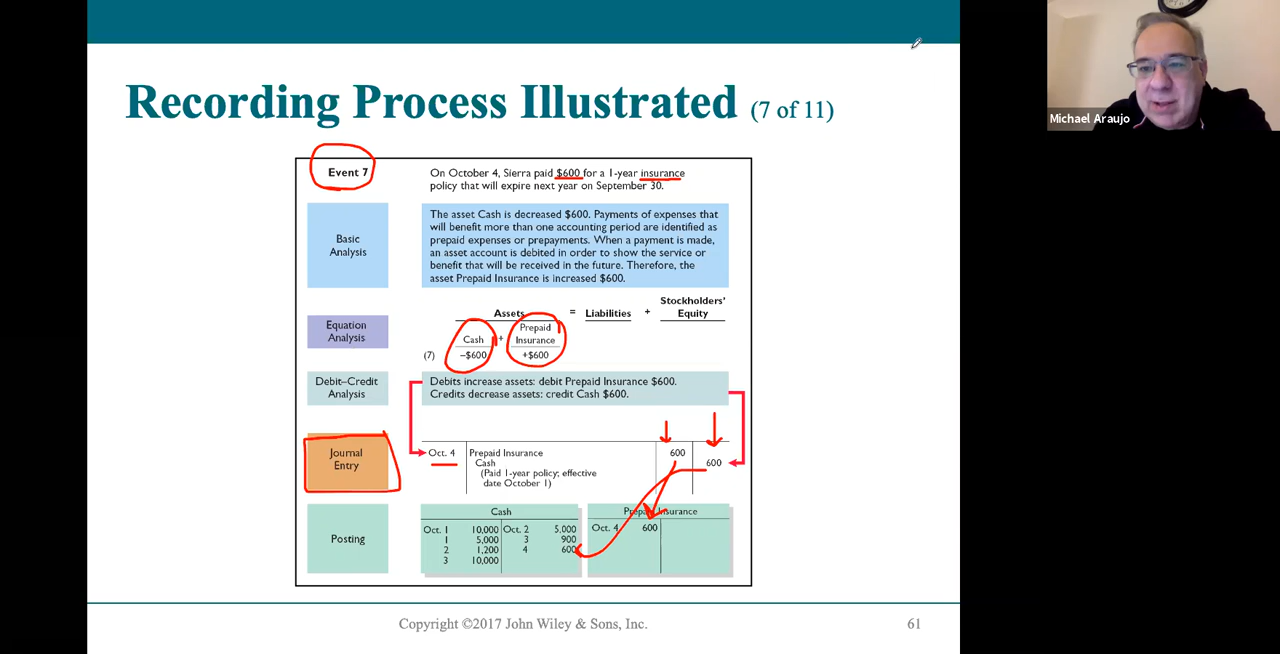 Recording Process Illustrated (7 of 11)
Michael Araujo
Event 7
On October 4, Sierra paid $600 for a 1-year insurance
policy that will expire next year on September 30.
Basic
Analysis
The asset Cash is decreased $600. Payments of expenses that
will benefit more than one accounting period are identified as
prepaid expenses or prepayments. When a payment is made,
an asset account is debited in order to show the service or
benefit that will be received in the future. Therefore, the
asset Prepaid Insurance is increased $600.
Equation
Analysis
Assets = Liabilities + Stockholders'
Equity
Cash + Prepaid
Insurance
(7) –$600 +$600
Debit–Credit
Analysis
Debits increase assets: debit Prepaid Insurance $600.
Credits decrease assets: credit Cash $600.
Journal
Entry
Oct. 4 Prepaid Insurance 600
Cash 600
(Paid 1-year policy; effective
date October 1)
Posting
Cash
Oct. 1 10,000 Oct. 2 5,000
1 5,000 3 900
2 1,200 4 600
3 10,000
Prepaid Insurance
Oct. 4 600
Copyright ©2017 John Wiley & Sons, Inc.
61